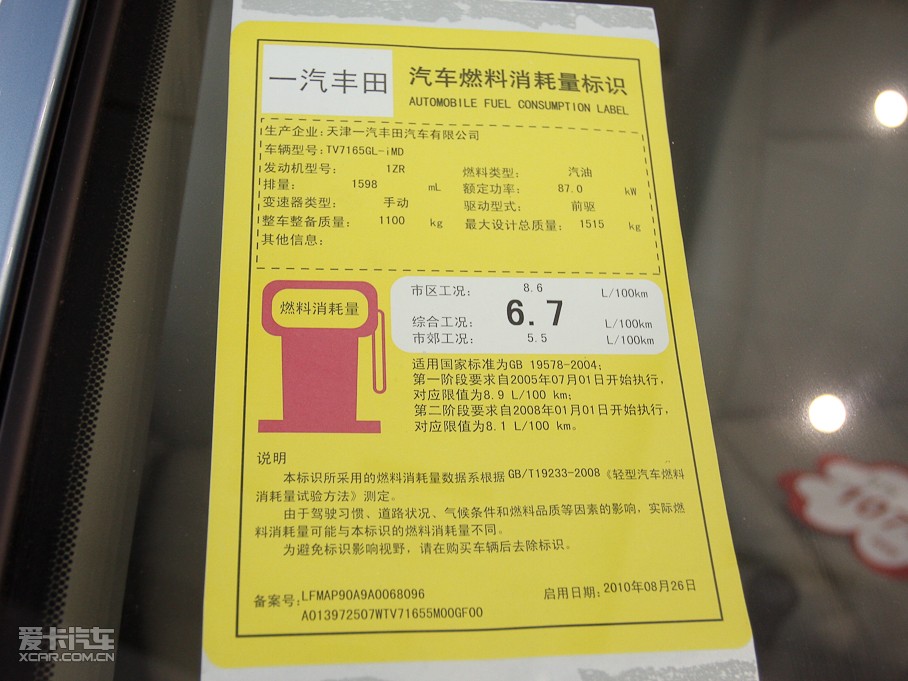 一汽丰田
汽车燃料消耗量标识
AUTOMOBILE FUEL CONSUMPTION LABEL
生产企业:天津一汽丰田汽车有限公司
车辆型号:TV7165GL-iMD
发动机型号: 1ZR 燃料类型: 汽油
排量: 1598 mL 额定功率: 87.0 kW
变速器类型: 手动 驱动型式: 前驱
整车整备质量: 1100 kg 最大设计总质量: 1515 kg
其他信息:
燃料消耗量
市区工况: 8.6 L/100km
综合工况: 6.7 L/100km
市郊工况: 5.5 L/100km
适用国家标准为GB 19578-2004;
第一阶段要求自2005年07月01日开始执行,
对应限值为8.9 L/100 km;
第二阶段要求自2008年01月01日开始执行,
对应限值为8.1 L/100 km。
说明
本标识所采用的燃料消耗量数据系根据GB/T19233-2008《轻型汽车燃料
消耗量试验方法》测定。
由于驾驶习惯、道路状况、气候条件和燃料品质等因素的影响,实际燃
料消耗量可能与本标识的燃料消耗量不同。
为避免标识影响视野,请在购买车辆后去除标识。
备案号:LFMAP90A9A0068096 启用日期:2010年08月26日
A013972507WTV71655M00GF00
爱卡汽车
XCAR.COM.CN